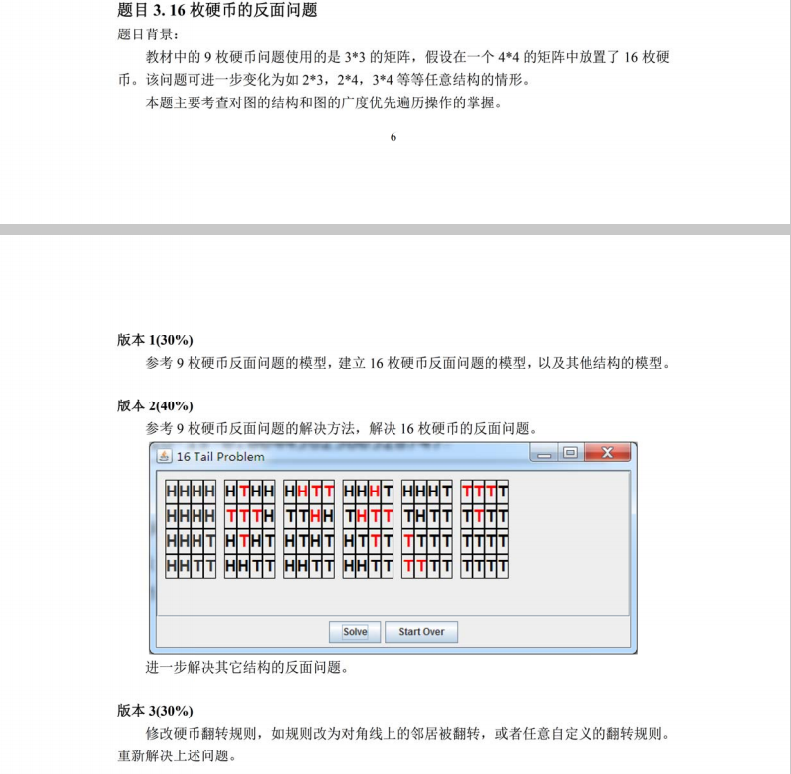 题目 3. 16 枚硬币的反面问题
题目背景：
教材中的 9 枚硬币问题使用的是 3*3 的矩阵，假设在一个 4*4 的矩阵中放置了 16 枚硬
币。该问题可进一步变化为如 2*3，2*4，3*4 等等任意结构的情形。
本题主要考查对图的结构和图的广度优先遍历操作的掌握。
6
版本 1(30%)
参考 9 枚硬币反面问题的模型，建立 16 枚硬币反面问题的模型，以及其他结构的模型。
版本 2(40%)
参考 9 枚硬币反面问题的解决方法，解决 16 枚硬币的反面问题。
16 Tail Problem
HHHH HTHH HHTT HHHT HHHT TTTT
HHHH TTTH TTHH THTT THTT TTTT
HHHT HTHT HTHT HTTT TTTT TTTT
HHTT HHTT HHTT HHTT TTTT TTTT
Solve Start Over
进一步解决其它结构的反面问题。
版本 3(30%)
修改硬币翻转规则，如规则改为对角线上的邻居被翻转，或者任意自定义的翻转规则。
重新解决上述问题。